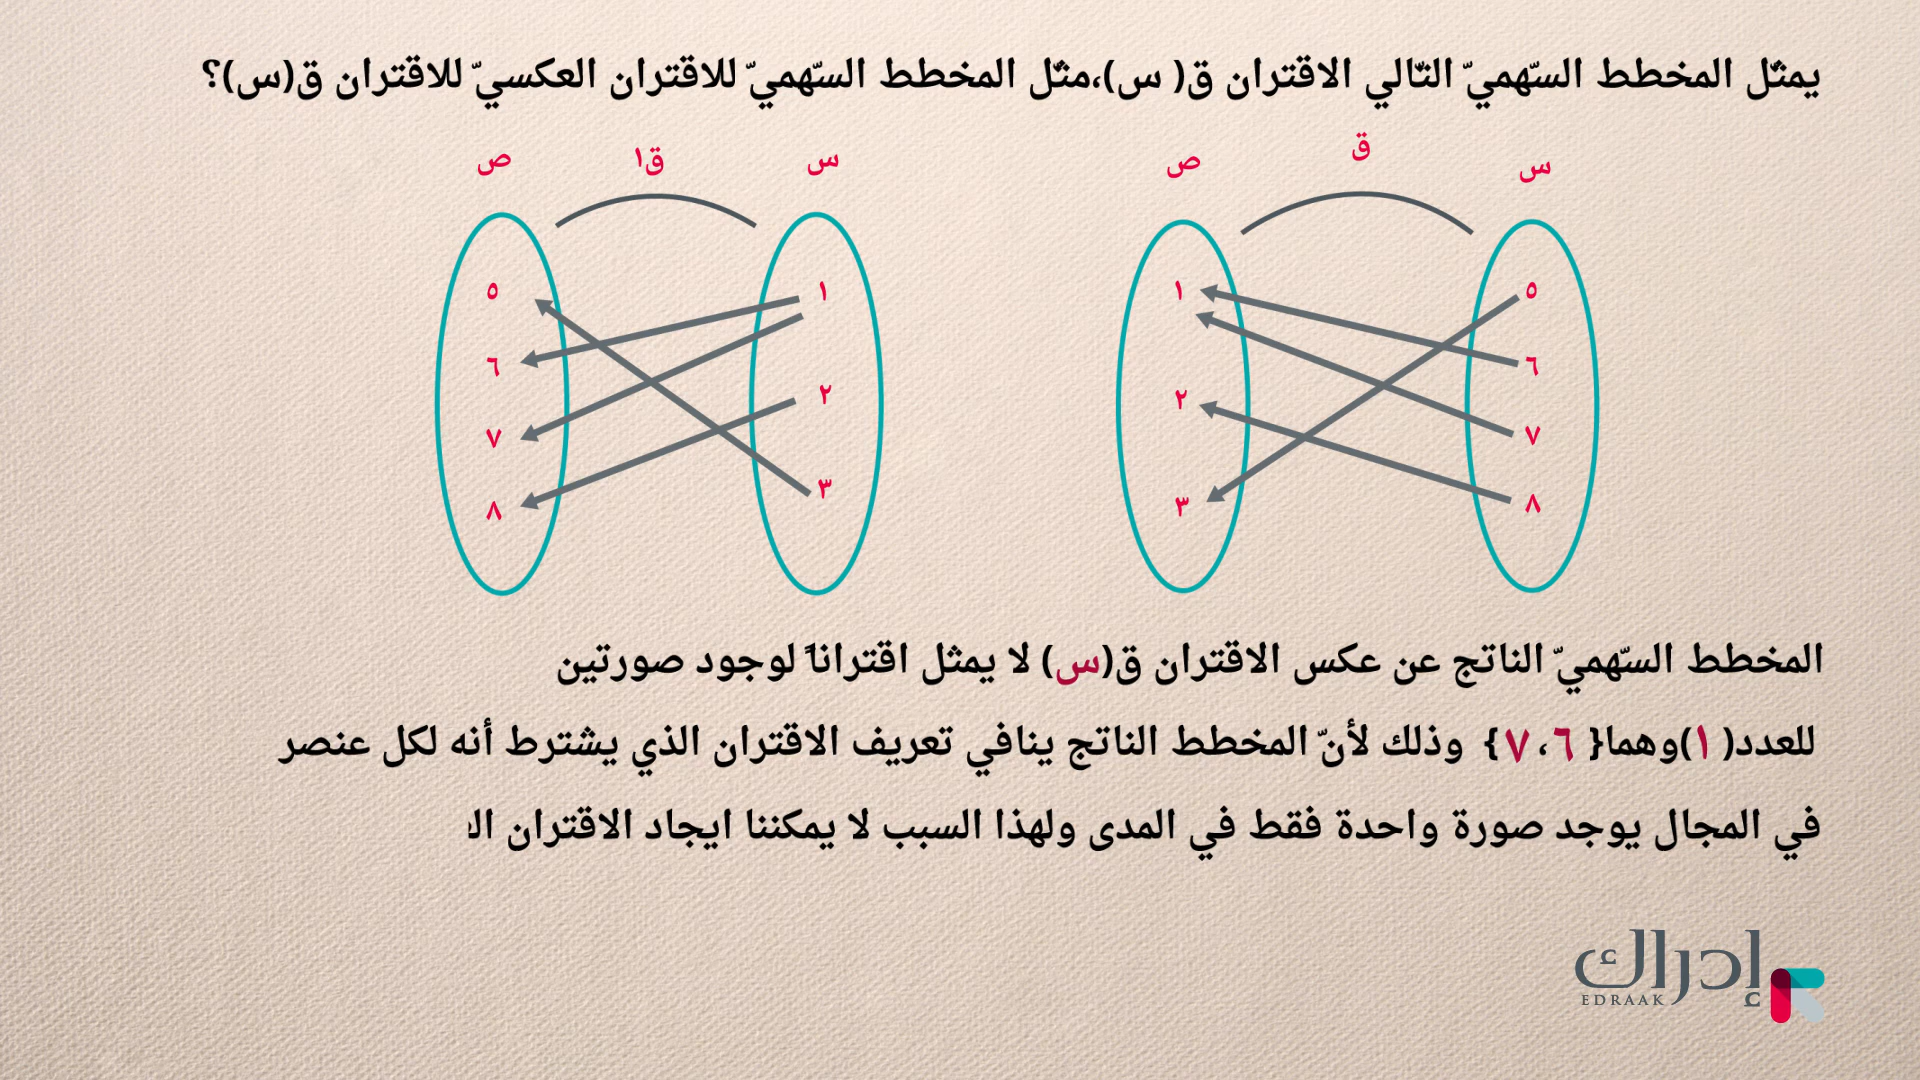 يمثّل المخطط السّهميّ التّالي الاقتران ق( س)،مثّل المخطط السّهميّ للاقتران العكسيّ للاقتران ق(س)؟
س ق ص
٥ ١
٦
٧ ٢
٨ ٣
س ق١ ص
١ ٥
٦
٢ ٧
٣ ٨
المخطط السّهميّ الناتج عن عكس الاقتران ق(س) لا يمثل اقتراناً لوجود صورتين
للعدد( ١)وهما{ ٦، ٧} وذلك لأنّ المخطط الناتج ينافي تعريف الاقتران الذي يشترط أنه لكل عنصر
في المجال يوجد صورة واحدة فقط في المدى ولهذا السبب لا يمكننا ايجاد الاقتران
إدراك
EDRAAK